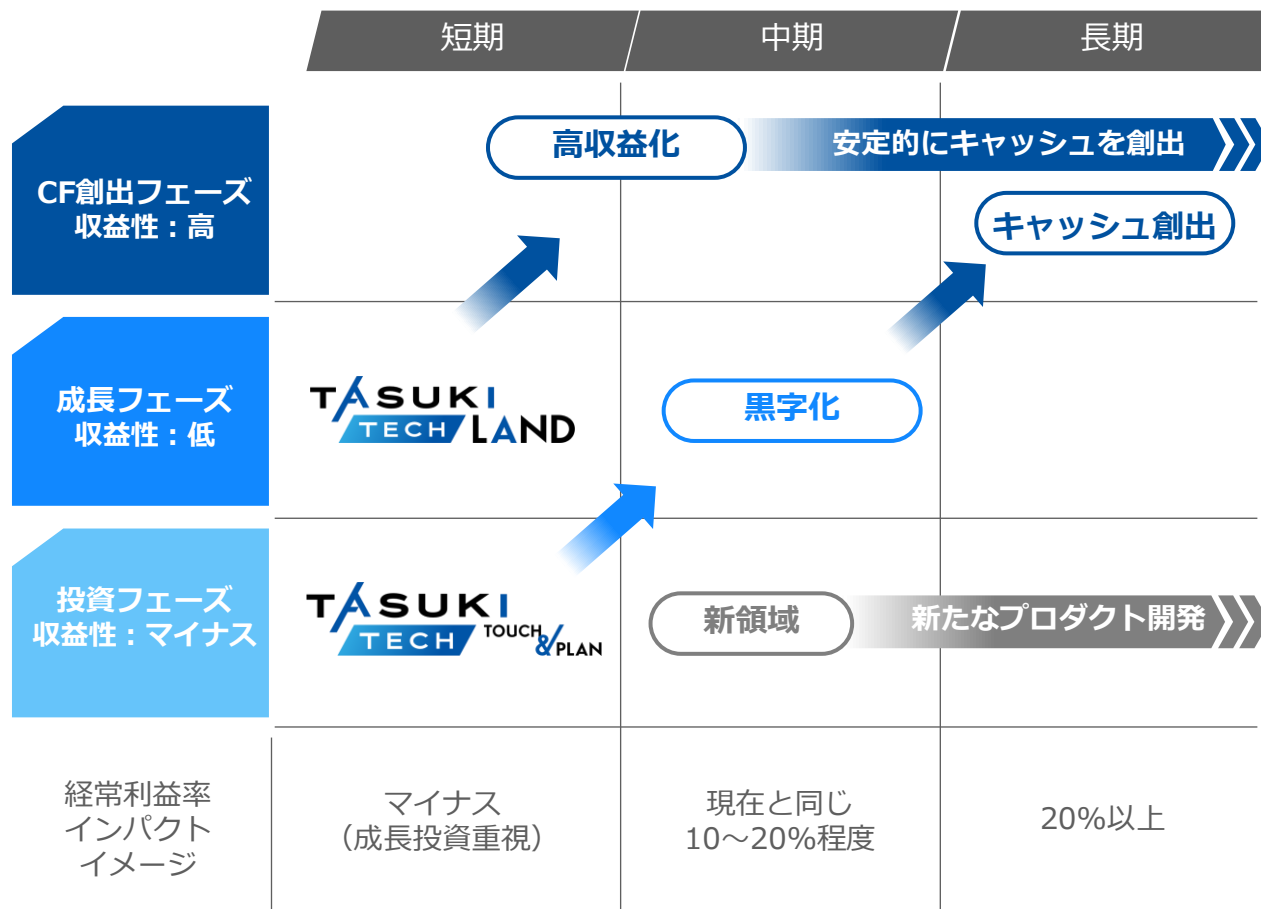 短期
中期
長期
CF創出フェーズ
収益性：高
高収益化
安定的にキャッシュを創出
キャッシュ創出
成長フェーズ
収益性：低
TASUKI
TECH LAND
黒字化
投資フェーズ
収益性：マイナス
TASUKI
TECH TOUCH&PLAN
新領域
新たなプロダクト開発
経常利益率
インパクト
イメージ
マイナス
（成長投資重視）
現在と同じ
10～20%程度
20%以上